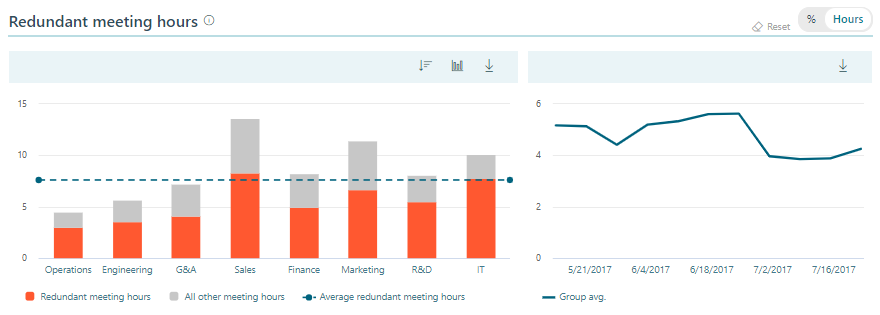 Redundant meeting hours
Reset
% Hours
15
10
5
0
Operations Engineering G&A Sales Finance Marketing R&D IT
Redundant meeting hours All other meeting hours Average redundant meeting hours
6
4
2
0
5/21/2017 6/4/2017 6/18/2017 7/2/2017 7/16/2017
Group avg.